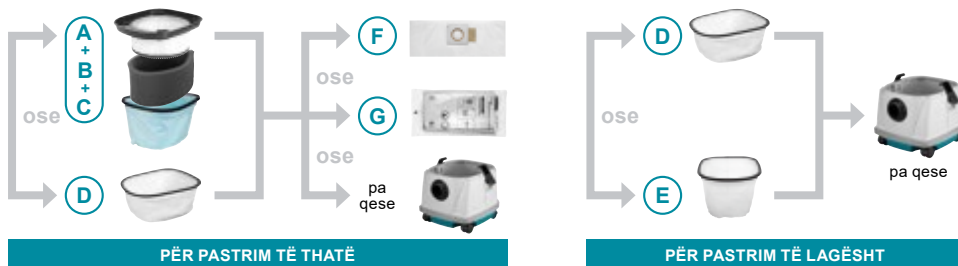 A
+
B
+
C
ose
D
F
ose
G
ose
pa
qese
PËR PASTRIM TË THATË
D
ose
E
pa qese
PËR PASTRIM TË LAGËSHT